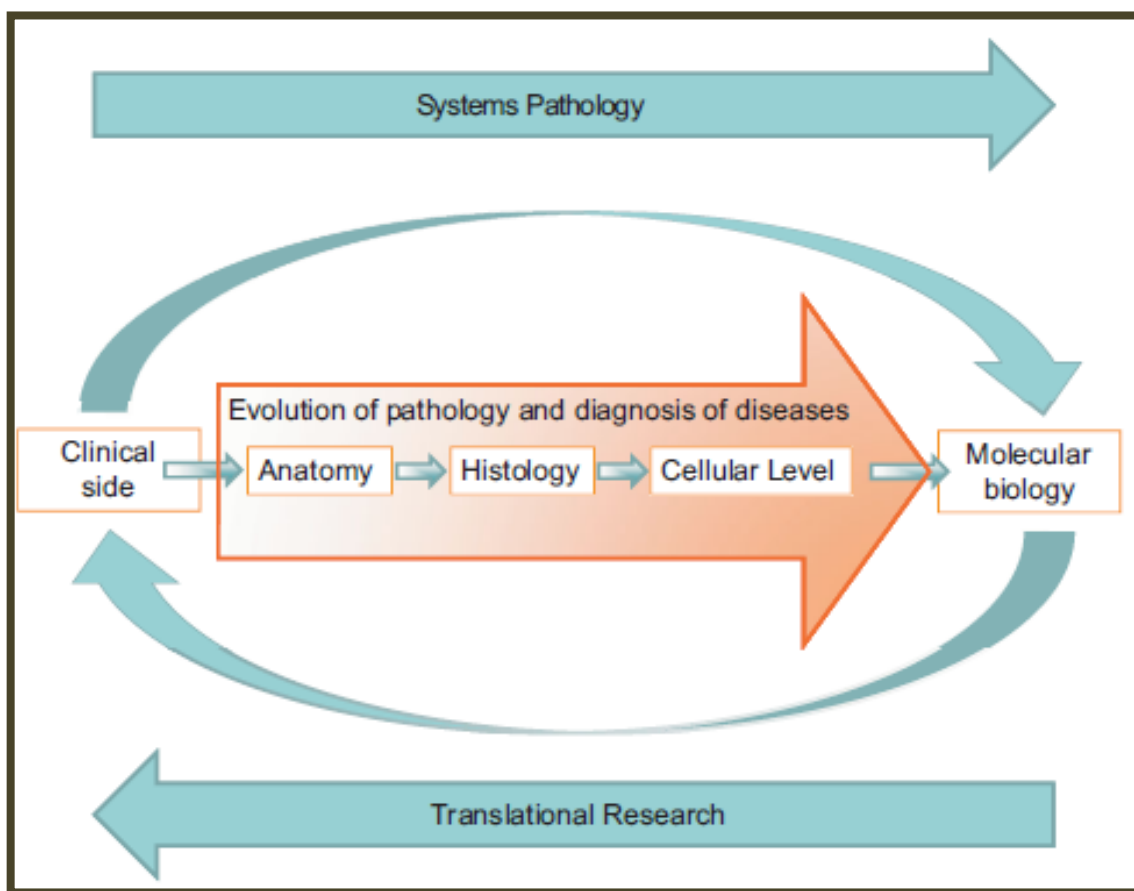 Systems Pathology
Evolution of pathology and diagnosis of diseases
Clinical
side
Anatomy
Histology
Cellular Level
Molecular
biology
Translational Research